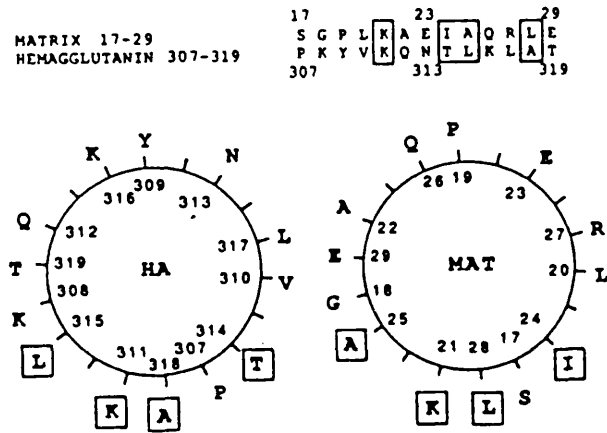 17 23 29
MATRIX 17-29 S G P L K A E I A Q R L E
HEMAGGLUTANIN 307-319 P K Y V K Q N T L K L A T
307 313 319
K Y N
316 309 313
Q 312 317 L
T 319 HA 310 V
308
K 315 314 T
L 311 318 307
K A P
Q P E
26 19 23
A 22 27 R
E 29 MAT 20 L
G 18
A 25 24 I
21 28 17
K L S